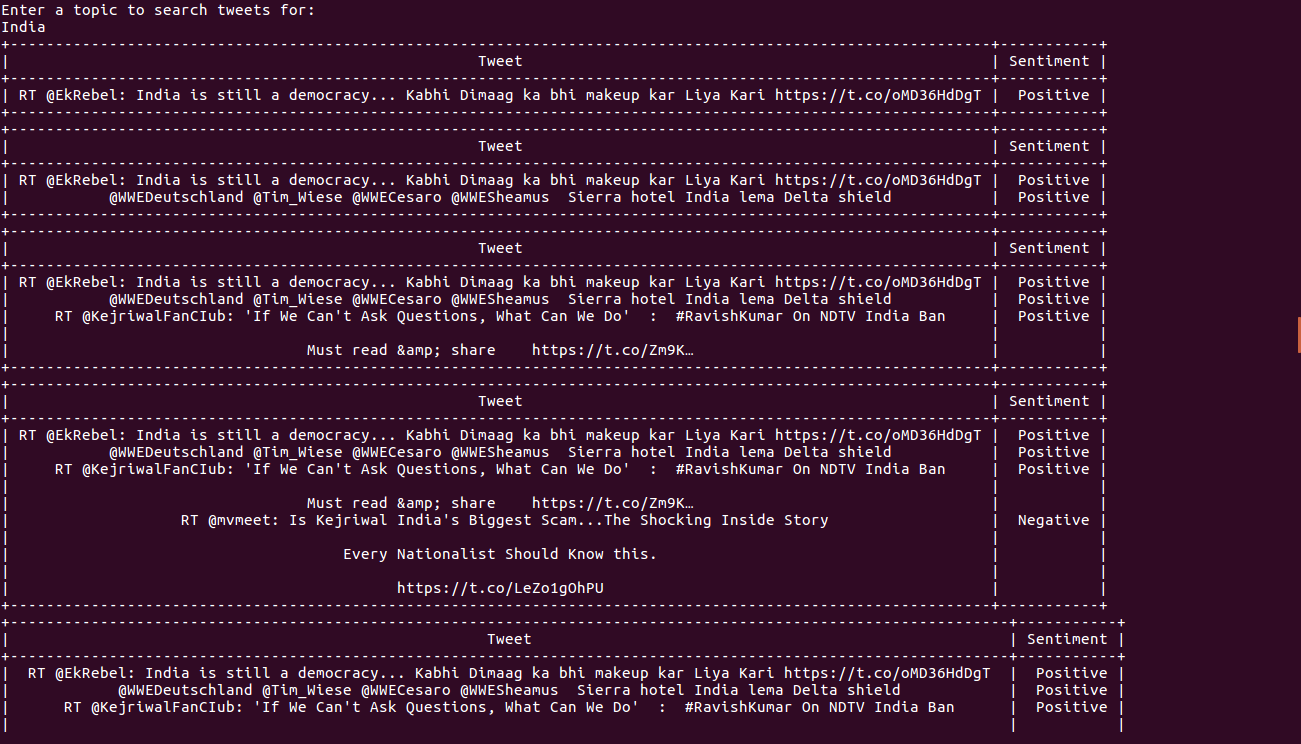 Enter a topic to search tweets for:
India
Tweet | Sentiment
RT @EkRebel: India is still a democracy... Kabhi Dimaag ka bhi makeup kar Liya Kari https://t.co/oMD36HdDgT | Positive
Tweet | Sentiment
RT @EkRebel: India is still a democracy... Kabhi Dimaag ka bhi makeup kar Liya Kari https://t.co/oMD36HdDgT | Positive
@WWEDeutschland @Tim_Wiese @WWECesaro @WWESheamus  Sierra hotel India lema Delta shield | Positive
Tweet | Sentiment
RT @EkRebel: India is still a democracy... Kabhi Dimaag ka bhi makeup kar Liya Kari https://t.co/oMD36HdDgT | Positive
@WWEDeutschland @Tim_Wiese @WWECesaro @WWESheamus  Sierra hotel India lema Delta shield | Positive
RT @KejriwalFanCIub: 'If We Can't Ask Questions, What Can We Do'  :  #RavishKumar On NDTV India Ban | Positive
Must read &amp; share    https://t.co/Zm9K…
Tweet | Sentiment
RT @EkRebel: India is still a democracy... Kabhi Dimaag ka bhi makeup kar Liya Kari https://t.co/oMD36HdDgT | Positive
@WWEDeutschland @Tim_Wiese @WWECesaro @WWESheamus  Sierra hotel India lema Delta shield | Positive
RT @KejriwalFanCIub: 'If We Can't Ask Questions, What Can We Do'  :  #RavishKumar On NDTV India Ban | Positive
Must read &amp; share    https://t.co/Zm9K…
RT @mvmeet: Is Kejriwal India's Biggest Scam...The Shocking Inside Story | Negative
Every Nationalist Should Know this.
https://t.co/LeZo1gOhPU
Tweet | Sentiment
RT @EkRebel: India is still a democracy... Kabhi Dimaag ka bhi makeup kar Liya Kari https://t.co/oMD36HdDgT | Positive
@WWEDeutschland @Tim_Wiese @WWECesaro @WWESheamus  Sierra hotel India lema Delta shield | Positive
RT @KejriwalFanCIub: 'If We Can't Ask Questions, What Can We Do'  :  #RavishKumar On NDTV India Ban | Positive